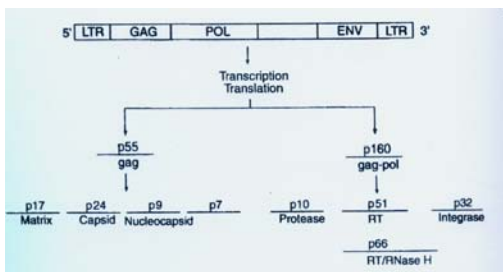 5' LTR GAG POL ENV LTR 3'
Transcription
Translation
p55 p160
gag gag-pol
p17 p24 p9 p7 p10 p51 p32
Matrix Capsid Nucleocapsid Protease RT Integrase
p66
RT/RNase H